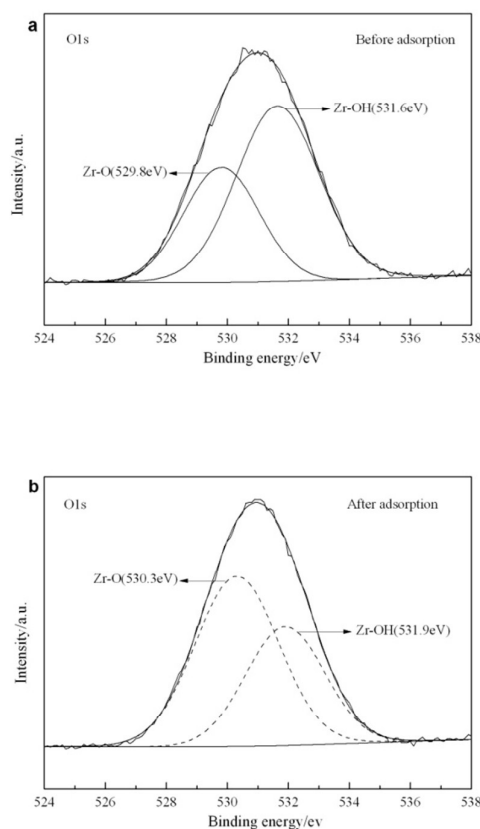 a
O1s
Before adsorption
Zr-OH(531.6eV)
Zr-O(529.8eV)
Intensity/a.u.
524 526 528 530 532 534 536 538
Binding energy/eV
b
O1s
After adsorption
Zr-O(530.3eV)
Zr-OH(531.9eV)
Intensity/a.u.
524 526 528 530 532 534 536 538
Binding energy/ev